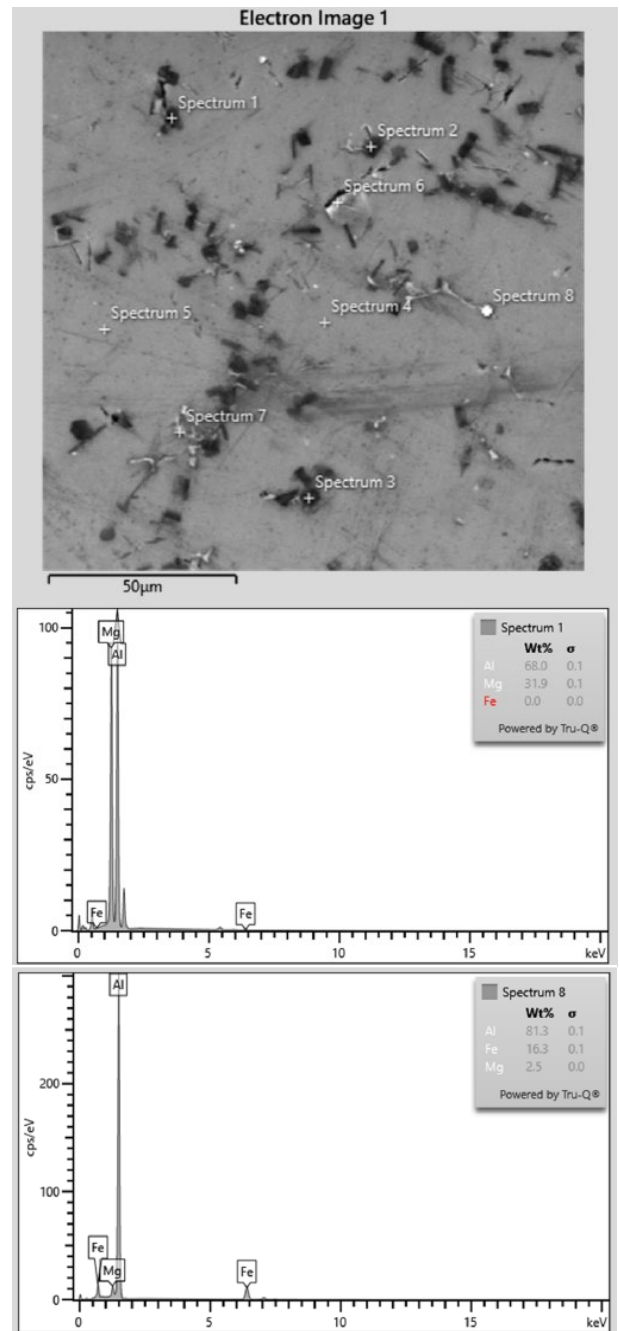 Electron Image 1
Spectrum 1
Spectrum 2
Spectrum 6
Spectrum 8
Spectrum 5
Spectrum 4
Spectrum 7
Spectrum 3
50µm
Spectrum 1
Wt% σ
Al 68.0 0.1
Mg 31.9 0.1
Fe 0.0 0.0
Powered by Tru-Q®
cps/eV
100
50
0
Mg
Al
Fe
Fe
0 5 10 15 20 keV
Spectrum 8
Wt% σ
Al 81.3 0.1
Fe 16.3 0.1
Mg 2.5 0.0
Powered by Tru-Q®
cps/eV
200
100
0
Al
Fe
Mg
Fe
0 5 10 15 20 keV